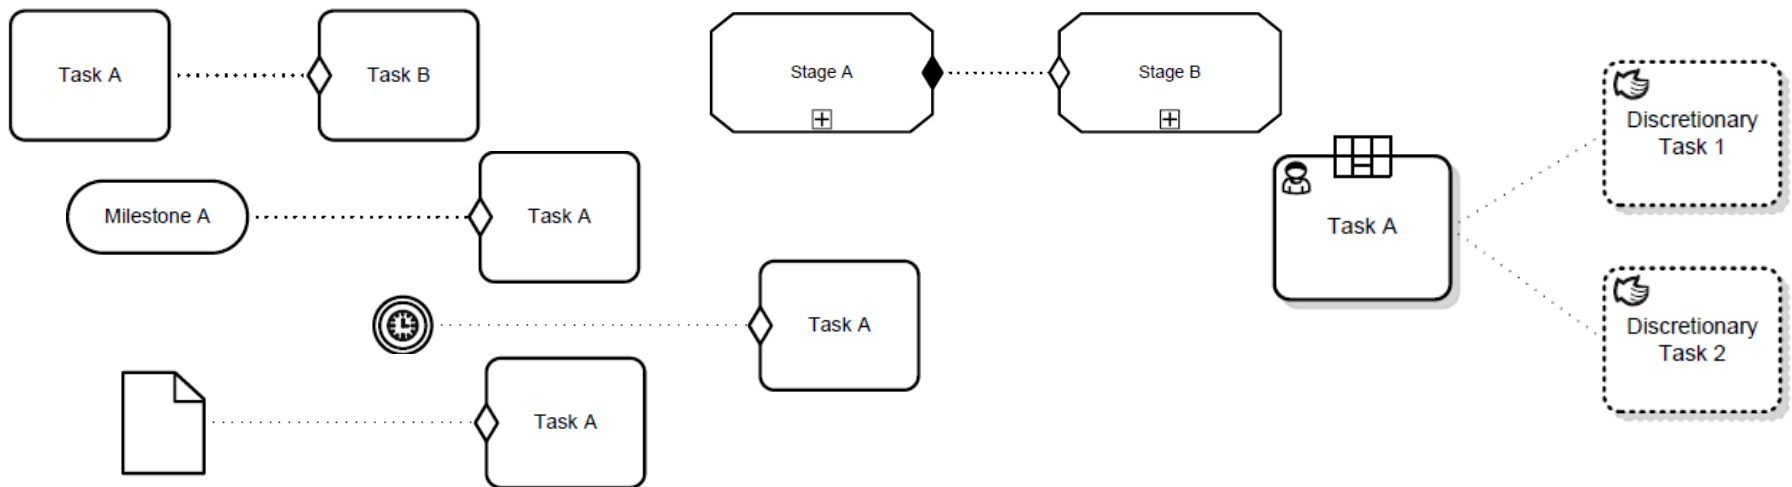 Task A
Task B
Stage A
Stage B
Discretionary
Task 1
Milestone A
Task A
Task A
Task A
Discretionary
Task 2
Task A